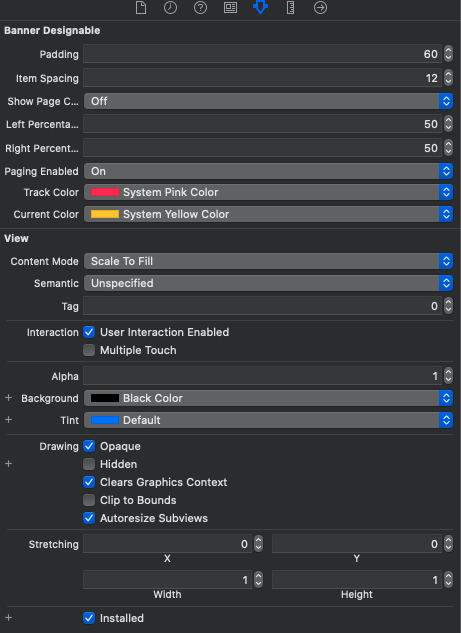 Banner Designable
Padding 60
Item Spacing 12
Show Page C... Off
Left Percenta... 50
Right Percent... 50
Paging Enabled On
Track Color System Pink Color
Current Color System Yellow Color
View
Content Mode Scale To Fill
Semantic Unspecified
Tag 0
Interaction User Interaction Enabled
Multiple Touch
Alpha 1
+ Background Black Color
+ Tint Default
Drawing Opaque
+ Hidden
Clears Graphics Context
Clip to Bounds
Autoresize Subviews
Stretching 0 0
X Y
1 1
Width Height
+ Installed